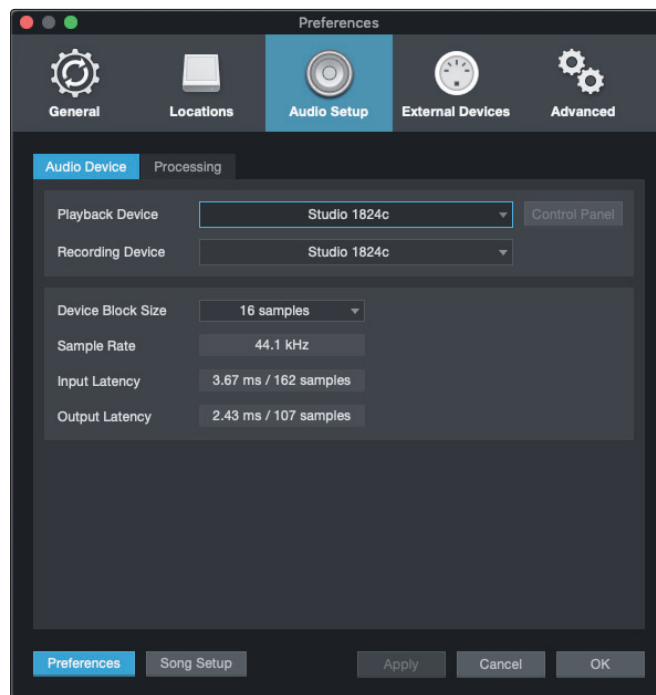 Preferences
General Locations Audio Setup External Devices Advanced
Audio Device Processing
Playback Device Studio 1824c Control Panel
Recording Device Studio 1824c
Device Block Size 16 samples
Sample Rate 44.1 kHz
Input Latency 3.67 ms / 162 samples
Output Latency 2.43 ms / 107 samples
Preferences Song Setup Apply Cancel OK